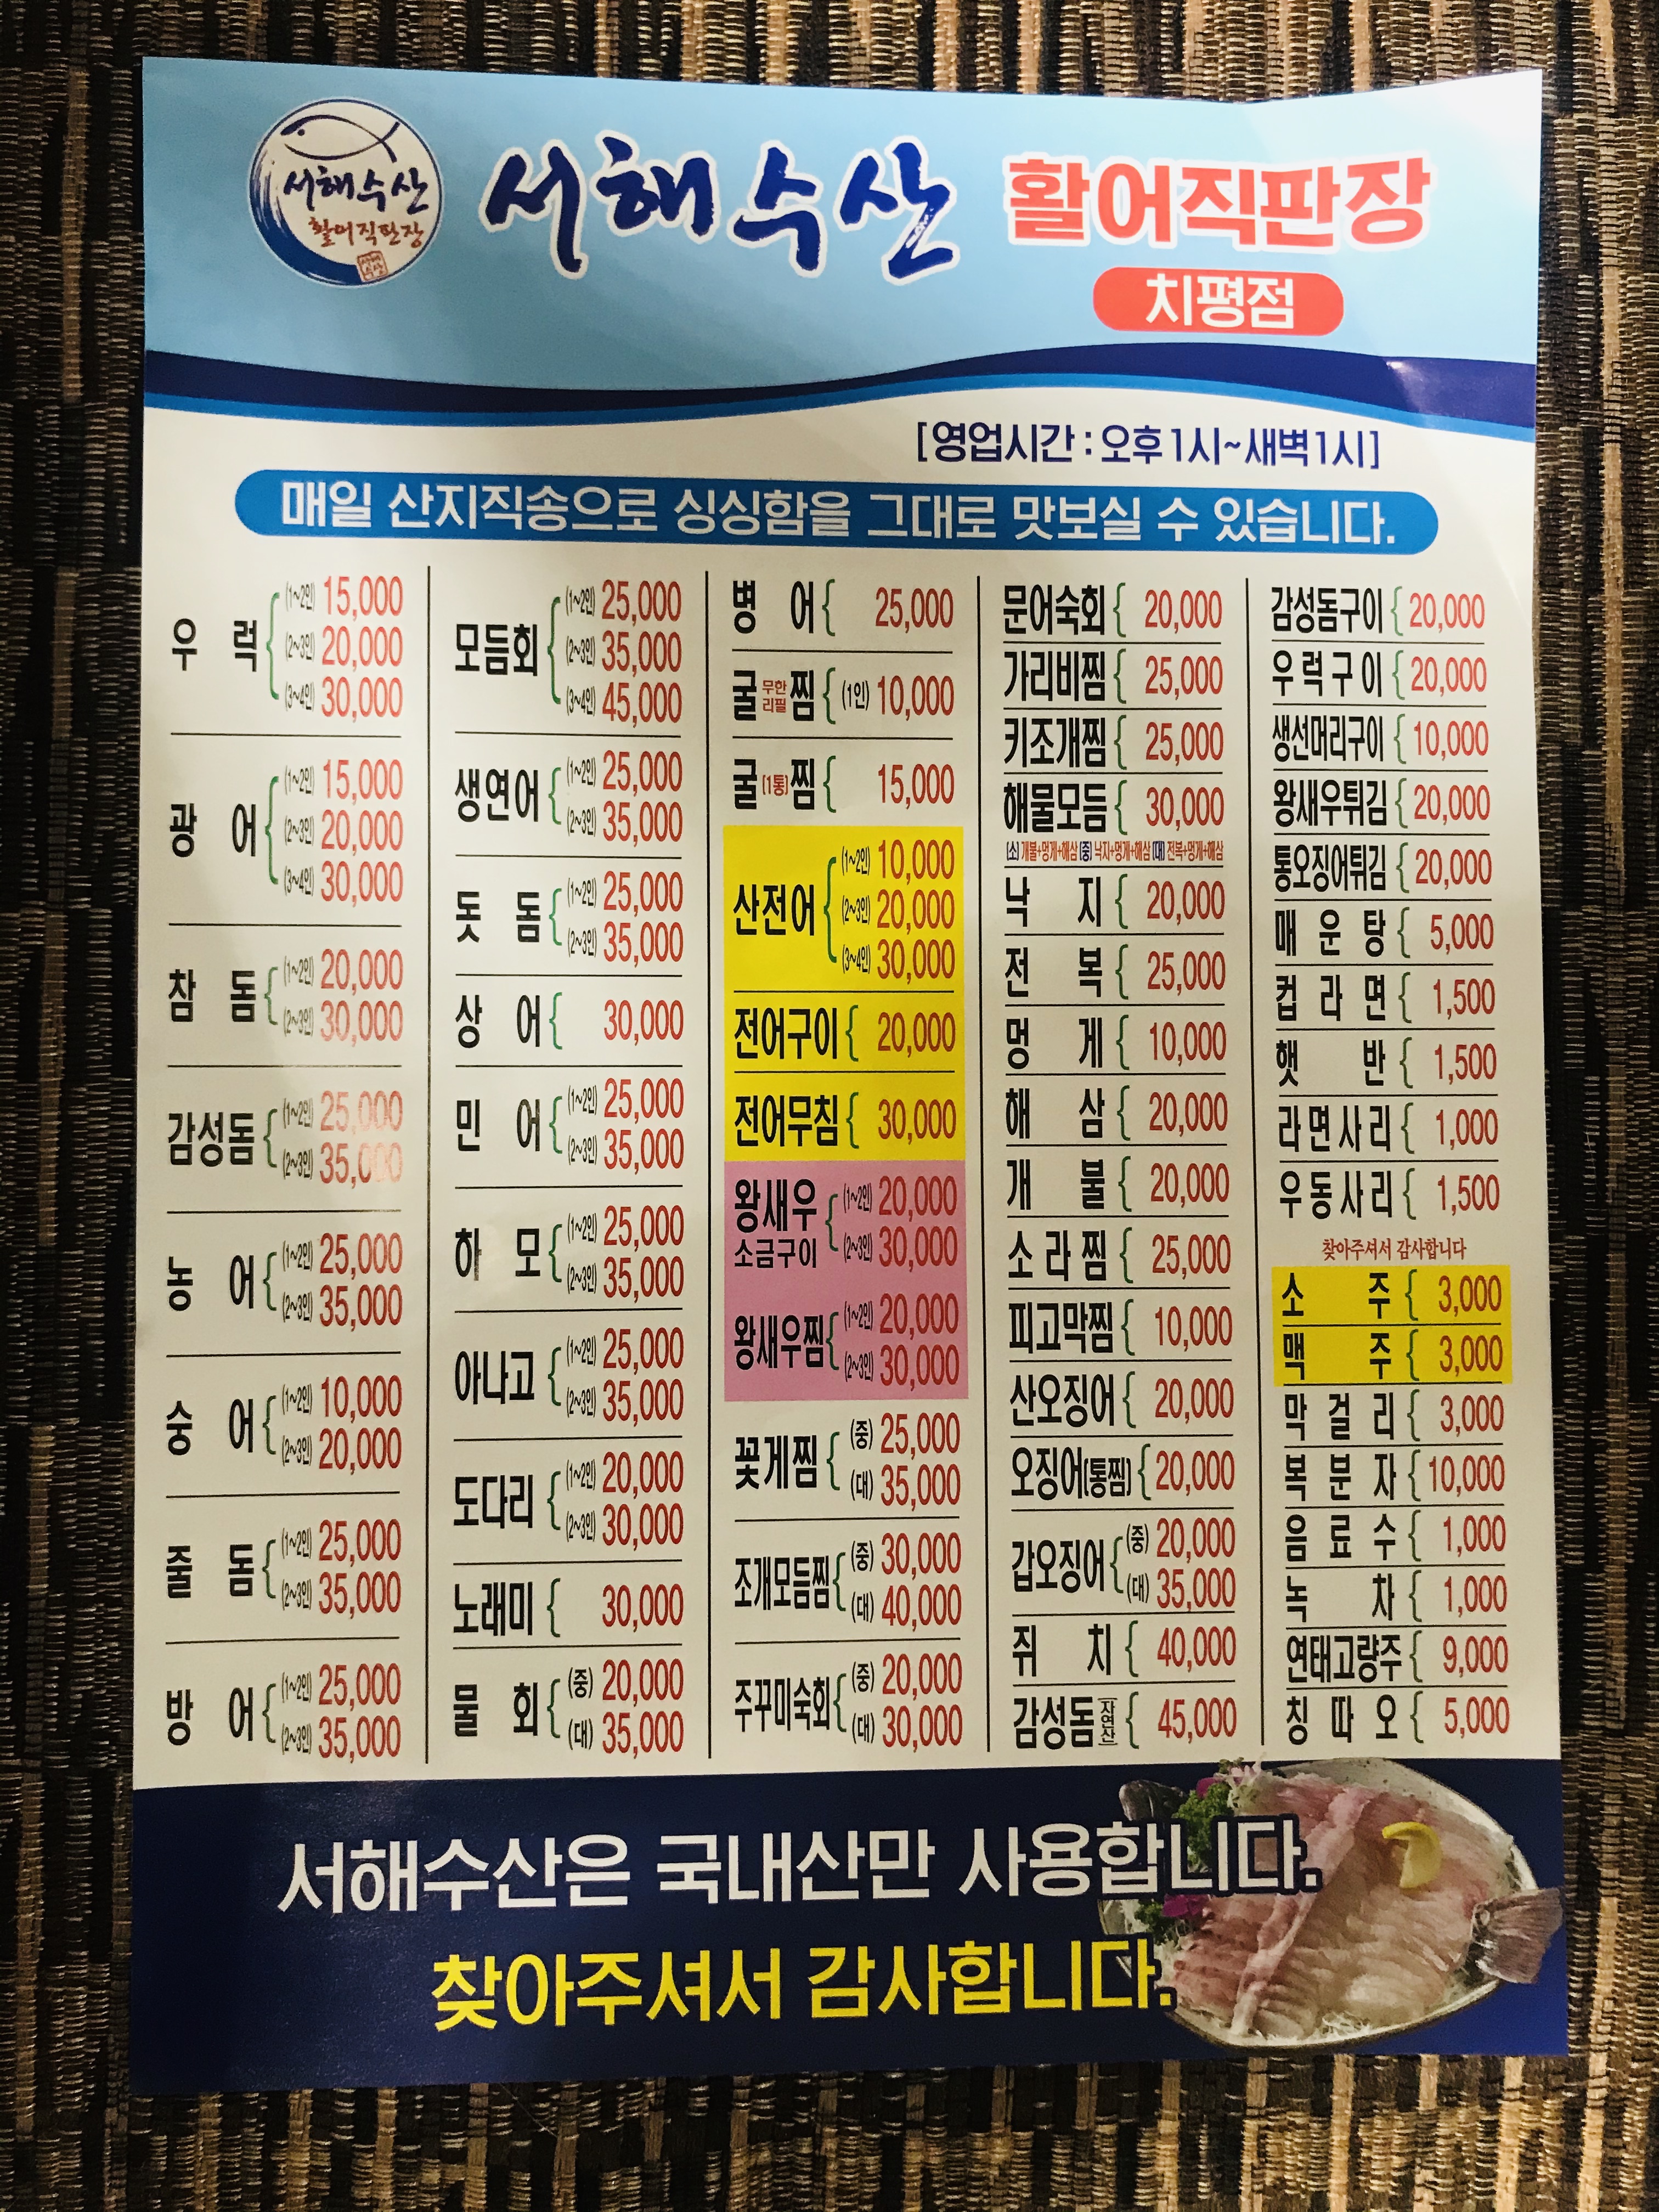 서해수산
활어직판장
서해수산 활어직판장
치평점
[영업시간 : 오후 1시~새벽 1시]
매일 산지직송으로 싱싱함을 그대로 맛보실 수 있습니다.
우 럭 (1~2인) 15,000
(2~3인) 20,000
(3~4인) 30,000
광 어 (1~2인) 15,000
(2~3인) 20,000
(3~4인) 30,000
참 돔 (1~2인) 20,000
(2~3인) 30,000
감성돔 (1~2인) 25,000
(2~3인) 35,000
농 어 (1~2인) 25,000
(2~3인) 35,000
숭 어 (1~2인) 10,000
(2~3인) 20,000
줄 돔 (1~2인) 25,000
(2~3인) 35,000
방 어 (1~2인) 25,000
(2~3인) 35,000
모듬회 (1~2인) 25,000
(2~3인) 35,000
(3~4인) 45,000
생연어 (1~2인) 25,000
(2~3인) 35,000
돗 돔 (1~2인) 25,000
(2~3인) 35,000
상 어 30,000
민 어 (1~2인) 25,000
(2~3인) 35,000
하 모 (1~2인) 25,000
(2~3인) 35,000
아나고 (1~2인) 25,000
(2~3인) 35,000
도다리 (1~2인) 20,000
(2~3인) 30,000
노래미 30,000
물 회 (중) 20,000
(대) 35,000
병 어 25,000
굴 무한리필 찜 (1인) 10,000
굴 [1통] 찜 15,000
산전어 (1~2인) 10,000
(2~3인) 20,000
(3~4인) 30,000
전어구이 20,000
전어무침 30,000
왕새우 소금구이 (1~2인) 20,000
(2~3인) 30,000
왕새우찜 (1~2인) 20,000
(2~3인) 30,000
꽃게찜 (중) 25,000
(대) 35,000
조개모듬찜 (중) 30,000
(대) 40,000
주꾸미숙회 (중) 20,000
(대) 30,000
문어숙회 20,000
가리비찜 25,000
키조개찜 25,000
해물모듬 30,000
[소] 개불+멍게+해삼 [중] 낙지+멍게+해삼 [대] 전복+멍게+해삼
낙 지 20,000
전 복 25,000
멍 게 10,000
해 삼 20,000
개 불 20,000
소 라 찜 25,000
피고막찜 10,000
산오징어 20,000
오징어[통찜] 20,000
갑오징어 (중) 20,000
(대) 35,000
쥐 치 40,000
감성돔[자연산] 45,000
감성돔구이 20,000
우 럭 구 이 20,000
생선머리구이 10,000
왕새우튀김 20,000
통오징어튀김 20,000
매 운 탕 5,000
컵 라 면 1,500
햇 반 1,500
라 면 사 리 1,000
우 동 사 리 1,500
찾아주셔서 감사합니다
소 주 3,000
맥 주 3,000
막 걸 리 3,000
복 분 자 10,000
음 료 수 1,000
녹 차 1,000
연태고량주 9,000
칭 따 오 5,000
서해수산은 국내산만 사용합니다.
찾아주셔서 감사합니다.